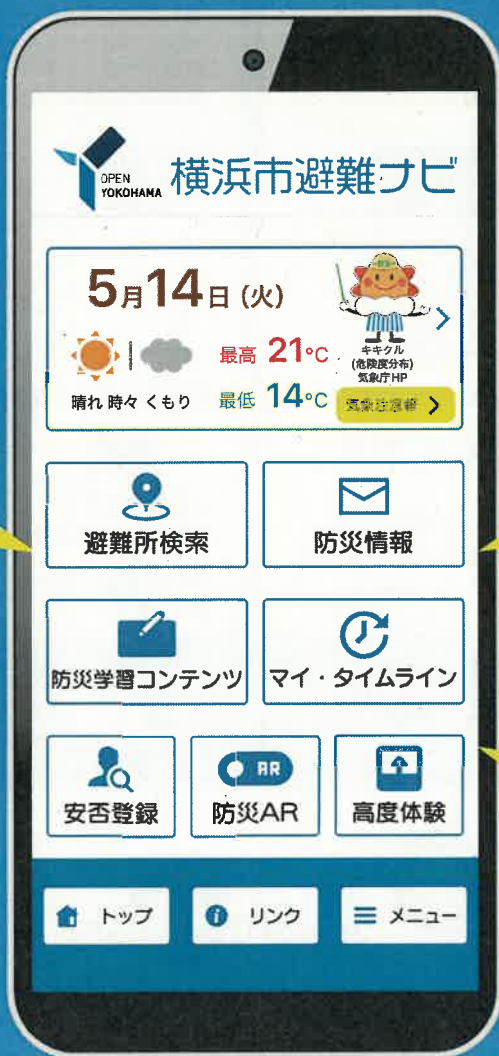 OPEN
YOKOHAMA
横浜市避難ナビ
5月14日(火)
晴れ 時々 くもり
最高 21℃
最低 14℃
キキクル
(危険度分布)
気象庁HP
気象注意報
避難所検索
防災情報
防災学習コンテンツ
マイ・タイムライン
安否登録
AR
防災AR
高度体験
トップ
リンク
メニュー